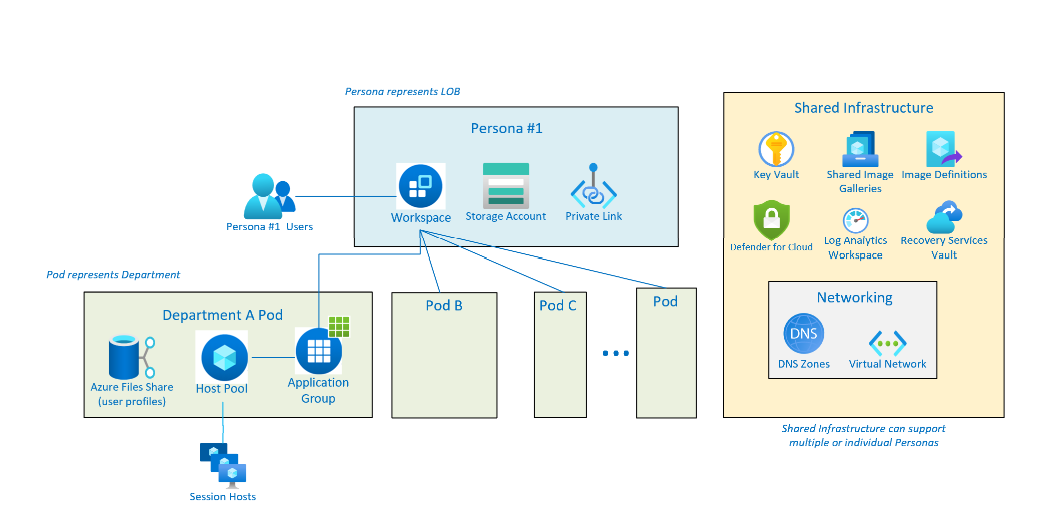 Persona represents LOB
Persona #1
Workspace
Storage Account
Private Link
Persona #1 Users
Pod represents Department
Department A Pod
Azure Files Share
(user profiles)
Host Pool
Application
Group
Session Hosts
Pod B
Pod C
...
Pod
Shared Infrastructure
Key Vault
Shared Image
Galleries
Image Definitions
Defender for Cloud
Log Analytics
Workspace
Recovery Services
Vault
Networking
DNS
DNS Zones
Virtual Network
Shared Infrastructure can support
multiple or individual Personas